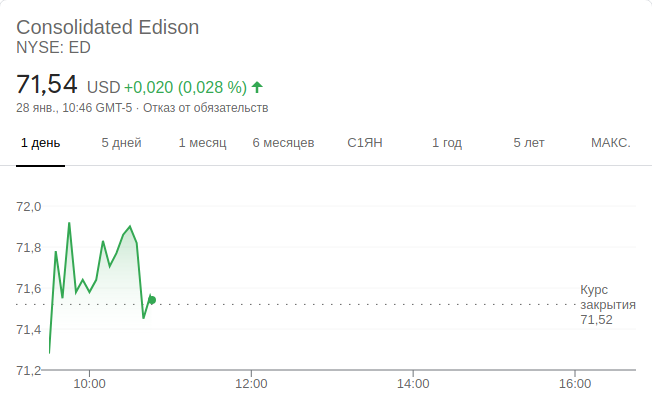 Consolidated Edison
NYSE: ED
71,54 USD +0,020 (0,028 %)
28 янв., 10:46 GMT-5 · Отказ от обязательств
1 день 5 дней 1 месяц 6 месяцев С1ЯН 1 год 5 лет МАКС.
72,0
71,8
71,6
71,4
71,2
Курс
закрытия
71,52
10:00 12:00 14:00 16:00